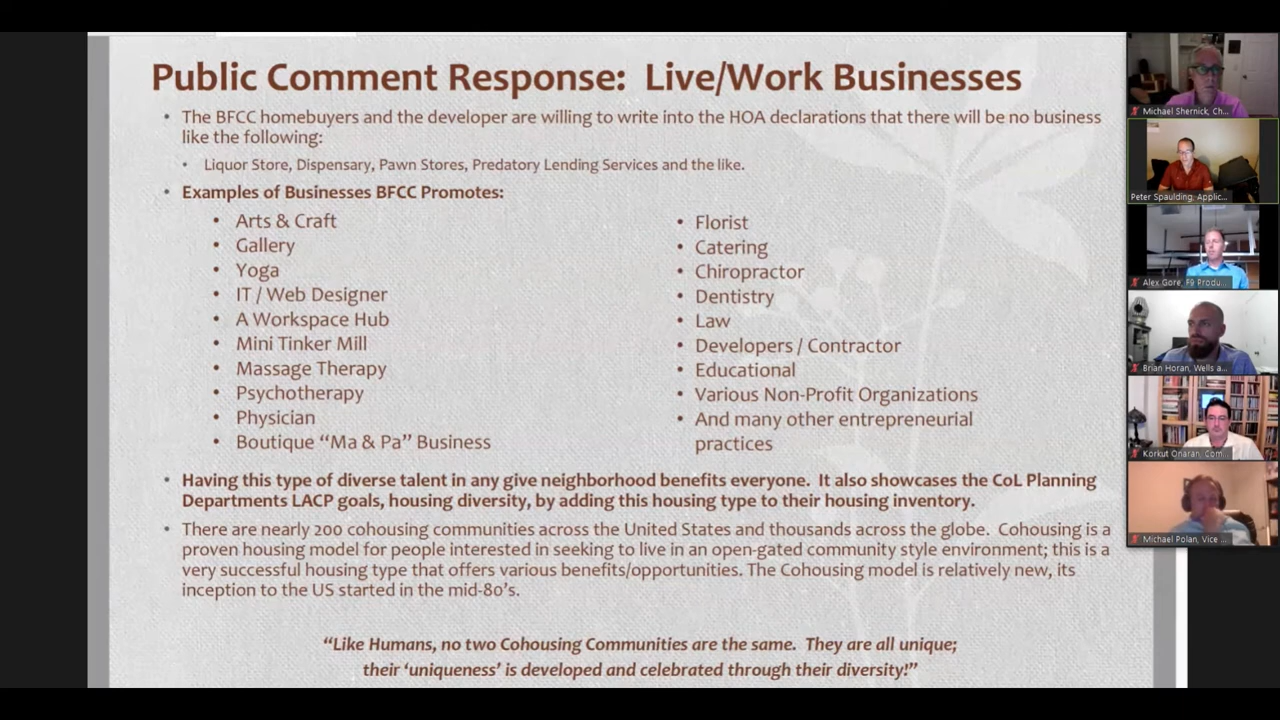 Public Comment Response: Live/Work Businesses
• The BFCC homebuyers and the developer are willing to write into the HOA declarations that there will be no business
like the following:
• Liquor Store, Dispensary, Pawn Stores, Predatory Lending Services and the like.
• Examples of Businesses BFCC Promotes:
• Arts & Craft
• Gallery
• Yoga
• IT / Web Designer
• A Workspace Hub
• Mini Tinker Mill
• Massage Therapy
• Psychotherapy
• Physician
• Boutique “Ma & Pa” Business
• Florist
• Catering
• Chiropractor
• Dentistry
• Law
• Developers / Contractor
• Educational
• Various Non-Profit Organizations
• And many other entrepreneurial
practices
• Having this type of diverse talent in any give neighborhood benefits everyone. It also showcases the CoL Planning
Departments LACP goals, housing diversity, by adding this housing type to their housing inventory.
• There are nearly 200 cohousing communities across the United States and thousands across the globe. Cohousing is a
proven housing model for people interested in seeking to live in an open-gated community style environment; this is a
very successful housing type that offers various benefits/opportunities. The Cohousing model is relatively new, its
inception to the US started in the mid-80’s.
“Like Humans, no two Cohousing Communities are the same. They are all unique;
their ‘uniqueness’ is developed and celebrated through their diversity!”
Michael Shernick, Ch...
Peter Spaulding, Applic...
Alex Gore, F9 Produ...
Brian Horan, Wells a...
Korkut Onaran, Com...
Michael Polan, Vice ...